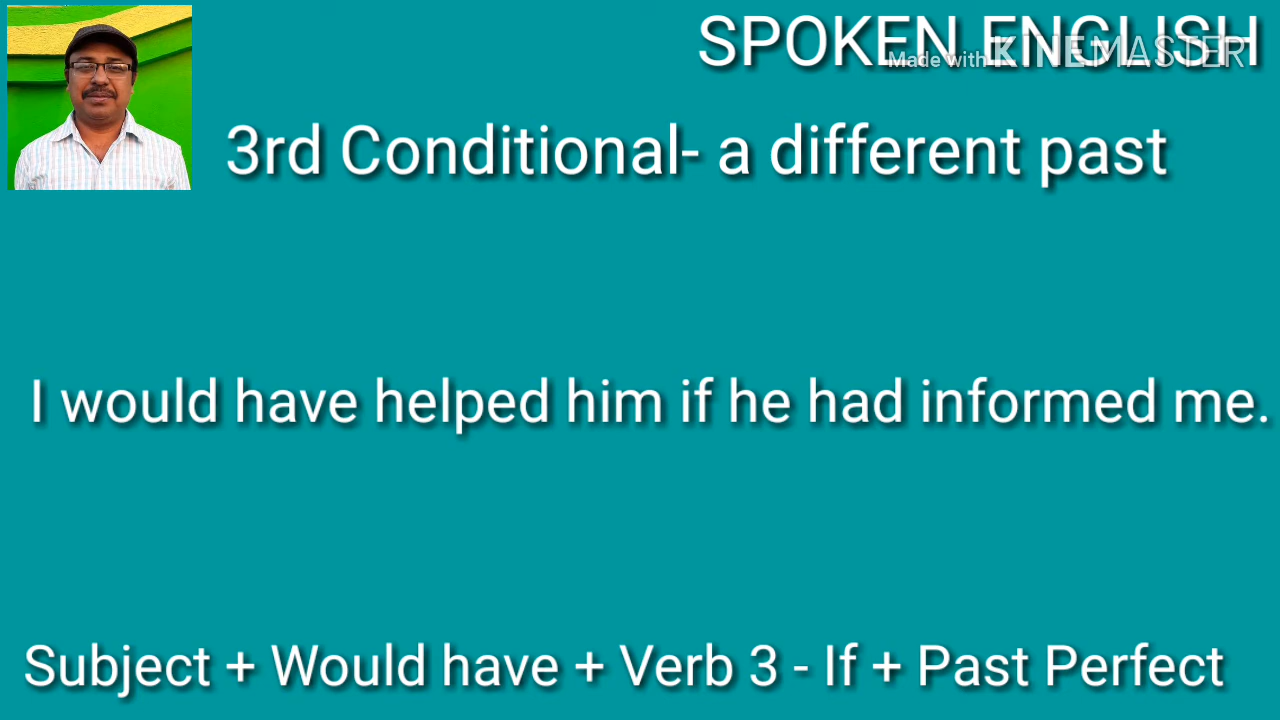 SPOKEN ENGLISH
Made with KINEMASTER
3rd Conditional- a different past
I would have helped him if he had informed me.
Subject + Would have + Verb 3 - If + Past Perfect